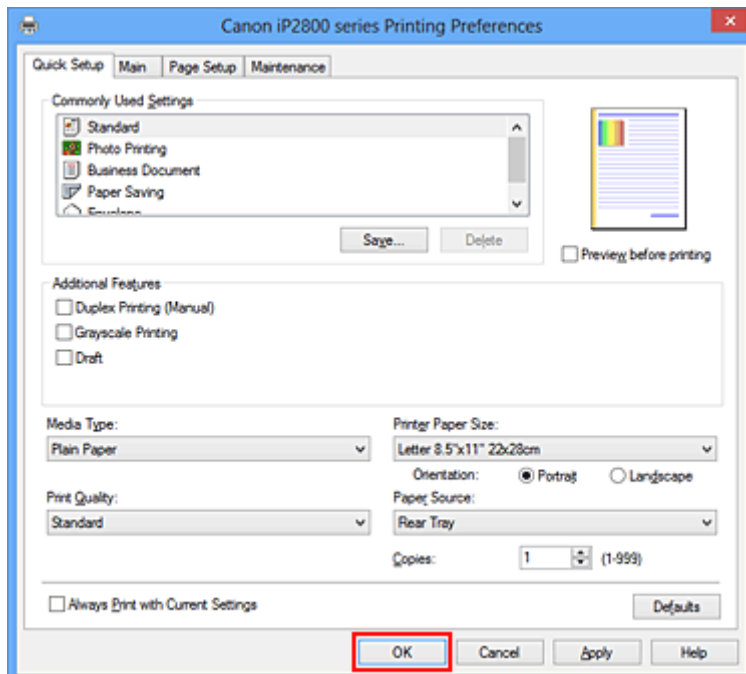 Canon iP2800 series Printing Preferences
Quick Setup Main Page Setup Maintenance
Commonly Used Settings
Standard
Photo Printing
Business Document
Paper Saving
Envelope
Save... Delete
Preview before printing
Additional Features
Duplex Printing (Manual)
Grayscale Printing
Draft
Media Type: Printer Paper Size:
Plain Paper Letter 8.5"x11" 22x28cm
Orientation: Portrait Landscape
Print Quality: Paper Source:
Standard Rear Tray
Copies: 1 (1-999)
Always Print with Current Settings Defaults
OK Cancel Apply Help